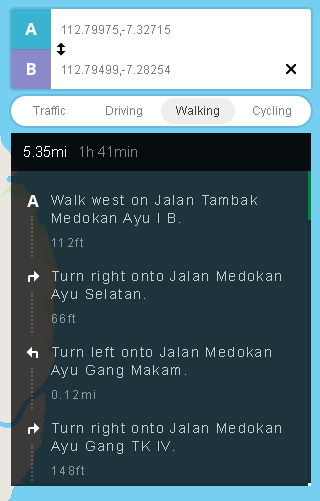 A
112.79975,-7.32715
B
112.79499,-7.28254
Traffic Driving Walking Cycling
5.35mi 1h 41min
A Walk west on Jalan Tambak
Medokan Ayu I B.
112ft
Turn right onto Jalan Medokan
Ayu Selatan.
66ft
Turn left onto Jalan Medokan
Ayu Gang Makam.
0.12mi
Turn right onto Jalan Medokan
Ayu Gang TK IV.
148ft